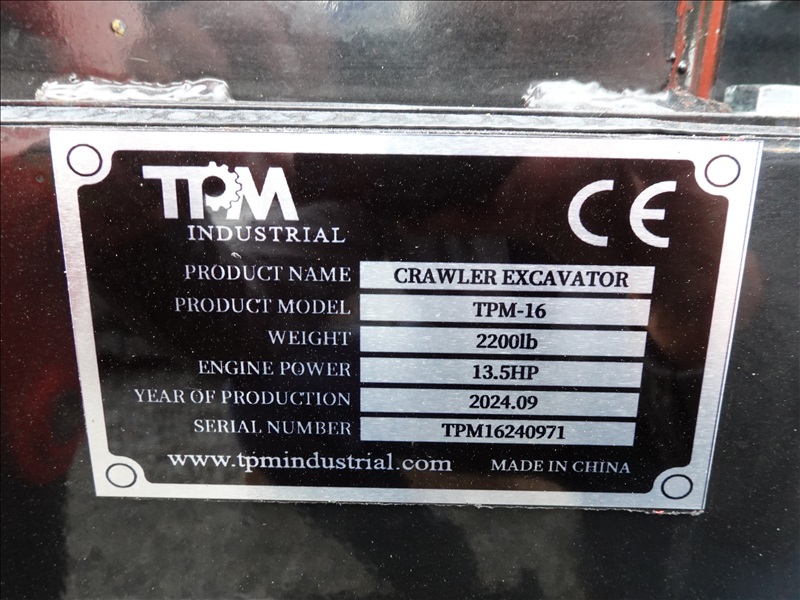 TPM
INDUSTRIAL
CE
PRODUCT NAME CRAWLER EXCAVATOR
PRODUCT MODEL TPM-16
WEIGHT 2200lb
ENGINE POWER 13.5HP
YEAR OF PRODUCTION 2024.09
SERIAL NUMBER TPM16240971
www.tpmindustrial.com MADE IN CHINA